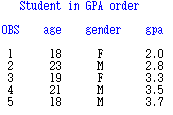 Student in GPA order
OBS age gender gpa
1 18 F 2.0
2 23 M 2.8
3 19 F 3.3
4 21 M 3.5
5 18 M 3.7